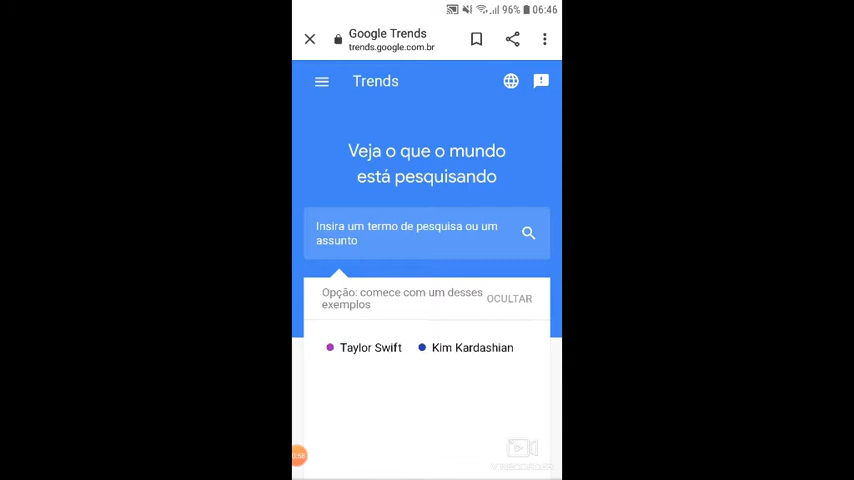 96% 06:46
Google Trends
trends.google.com.br
Trends
Veja o que o mundo
está pesquisando
Insira um termo de pesquisa ou um
assunto
Opção: comece com um desses
exemplos
OCULTAR
Taylor Swift Kim Kardashian
V RECORDER